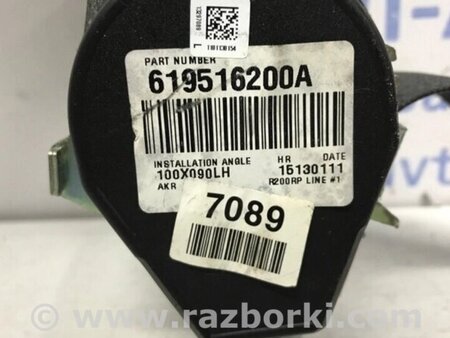 PART NUMBER
619516200A
INSTALLATION ANGLE
100X090LH
AKR
HR DATE
15130111
R200RP LINE #1
7089
www.razborki.com